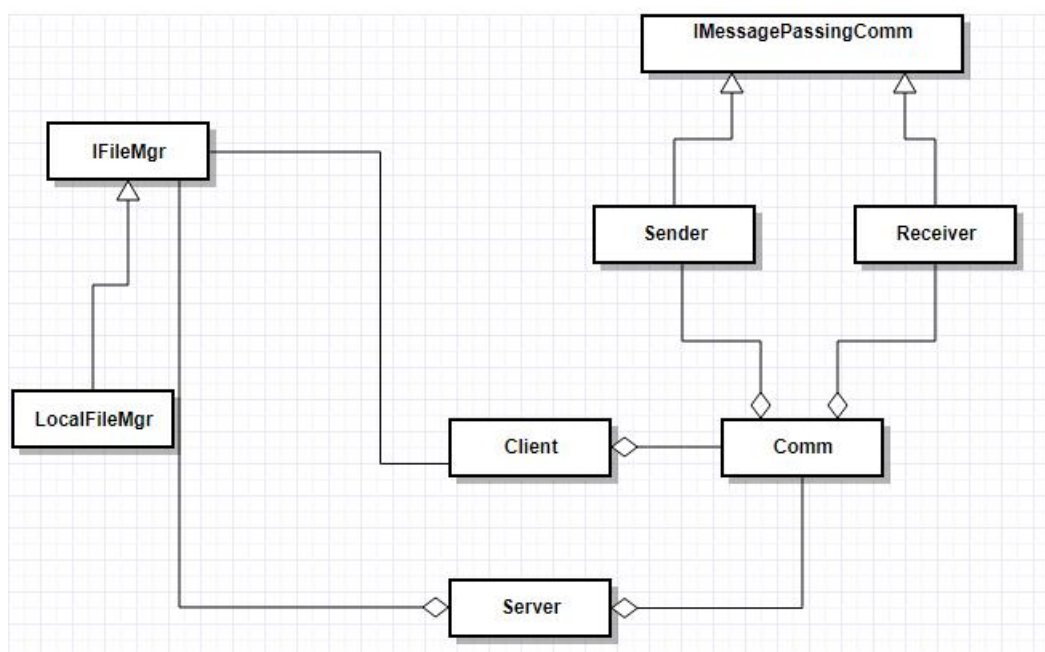 IMessagePassingComm
IFileMgr
Sender
Receiver
LocalFileMgr
Client
Comm
Server